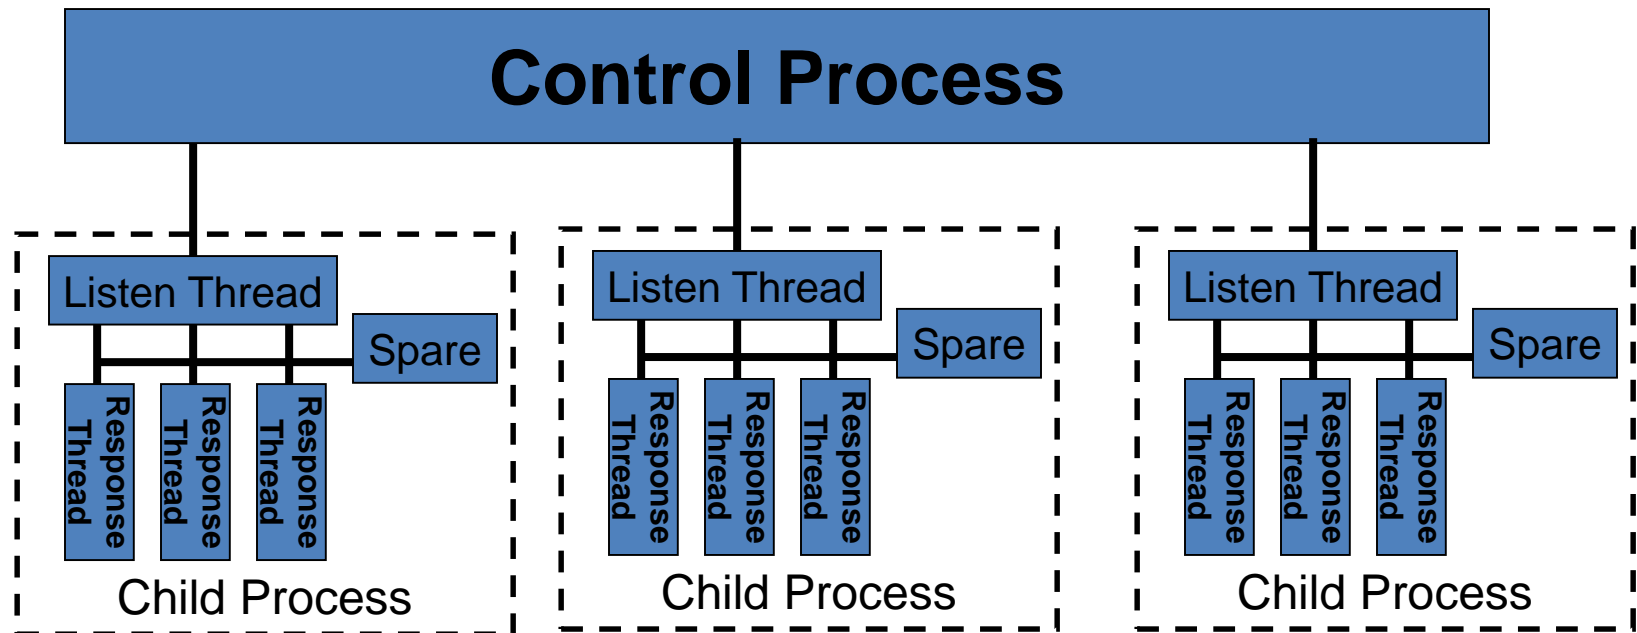 Control Process
Listen Thread
Spare
Response
Thread
Response
Thread
Response
Thread
Child Process
Listen Thread
Spare
Response
Thread
Response
Thread
Response
Thread
Child Process
Listen Thread
Spare
Response
Thread
Response
Thread
Response
Thread
Child Process